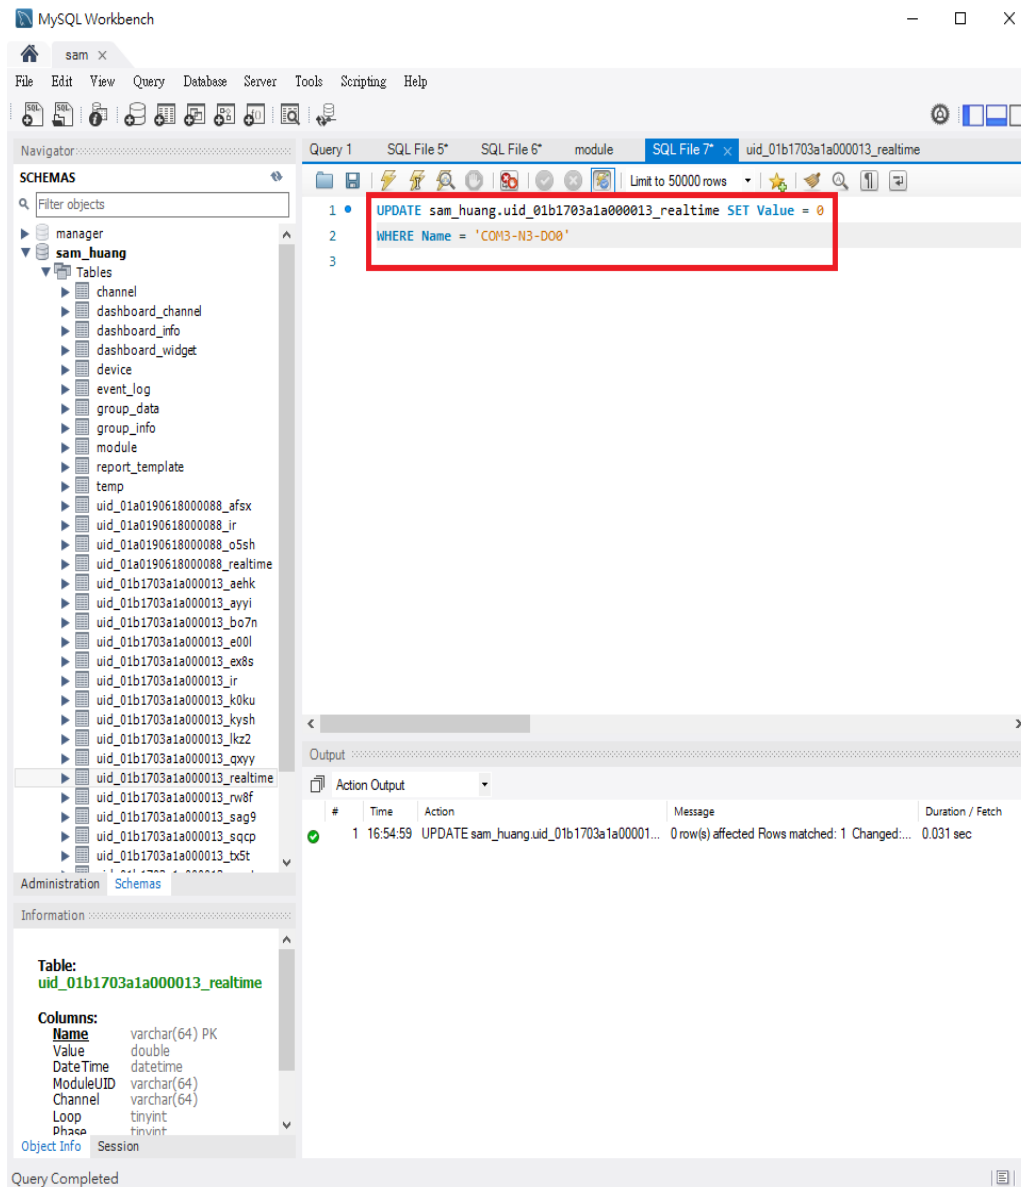 MySQL Workbench
sam
File Edit View Query Database Server Tools Scripting Help
Navigator
SCHEMAS
Filter objects
manager
sam_huang
Tables
channel
dashboard_channel
dashboard_info
dashboard_widget
device
event_log
group_data
group_info
module
report_template
temp
uid_01a0190618000088_afsx
uid_01a0190618000088_ir
uid_01a0190618000088_o5sh
uid_01a0190618000088_realtime
uid_01b1703a1a000013_aehk
uid_01b1703a1a000013_ayyi
uid_01b1703a1a000013_bo7n
uid_01b1703a1a000013_e00l
uid_01b1703a1a000013_ex8s
uid_01b1703a1a000013_ir
uid_01b1703a1a000013_k0ku
uid_01b1703a1a000013_kysh
uid_01b1703a1a000013_lkz2
uid_01b1703a1a000013_qxyy
uid_01b1703a1a000013_realtime
uid_01b1703a1a000013_rw8f
uid_01b1703a1a000013_sag9
uid_01b1703a1a000013_sqcp
uid_01b1703a1a000013_tx5t
Administration Schemas
Information
Table:
uid_01b1703a1a000013_realtime
Columns:
Name varchar(64) PK
Value double
DateTime datetime
ModuleUID varchar(64)
Channel varchar(64)
Loop tinyint
Phase tinyint
Object Info Session
Query Completed
Query 1 SQL File 5* SQL File 6* module SQL File 7* uid_01b1703a1a000013_realtime
Limit to 50000 rows
1 UPDATE sam_huang.uid_01b1703a1a000013_realtime SET Value = 0
2 WHERE Name = 'COM3-N3-DO0'
3
Output
Action Output
# Time Action Message Duration / Fetch
1 16:54:59 UPDATE sam_huang.uid_01b1703a1a00001... 0 row(s) affected Rows matched: 1 Changed:... 0.031 sec